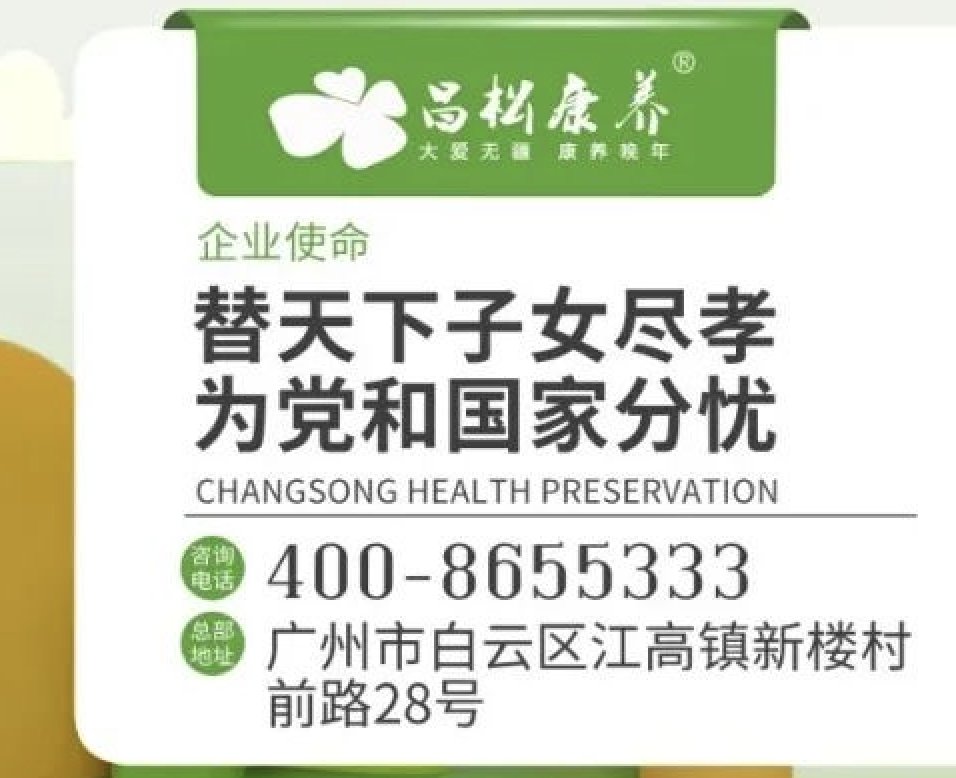 昌松康养®
大爱无疆 康养晚年
企业使命
替天下子女尽孝
为党和国家分忧
CHANGSONG HEALTH PRESERVATION
咨询
电话
400-8655333
总部
地址
广州市白云区江高镇新楼村
前路28号